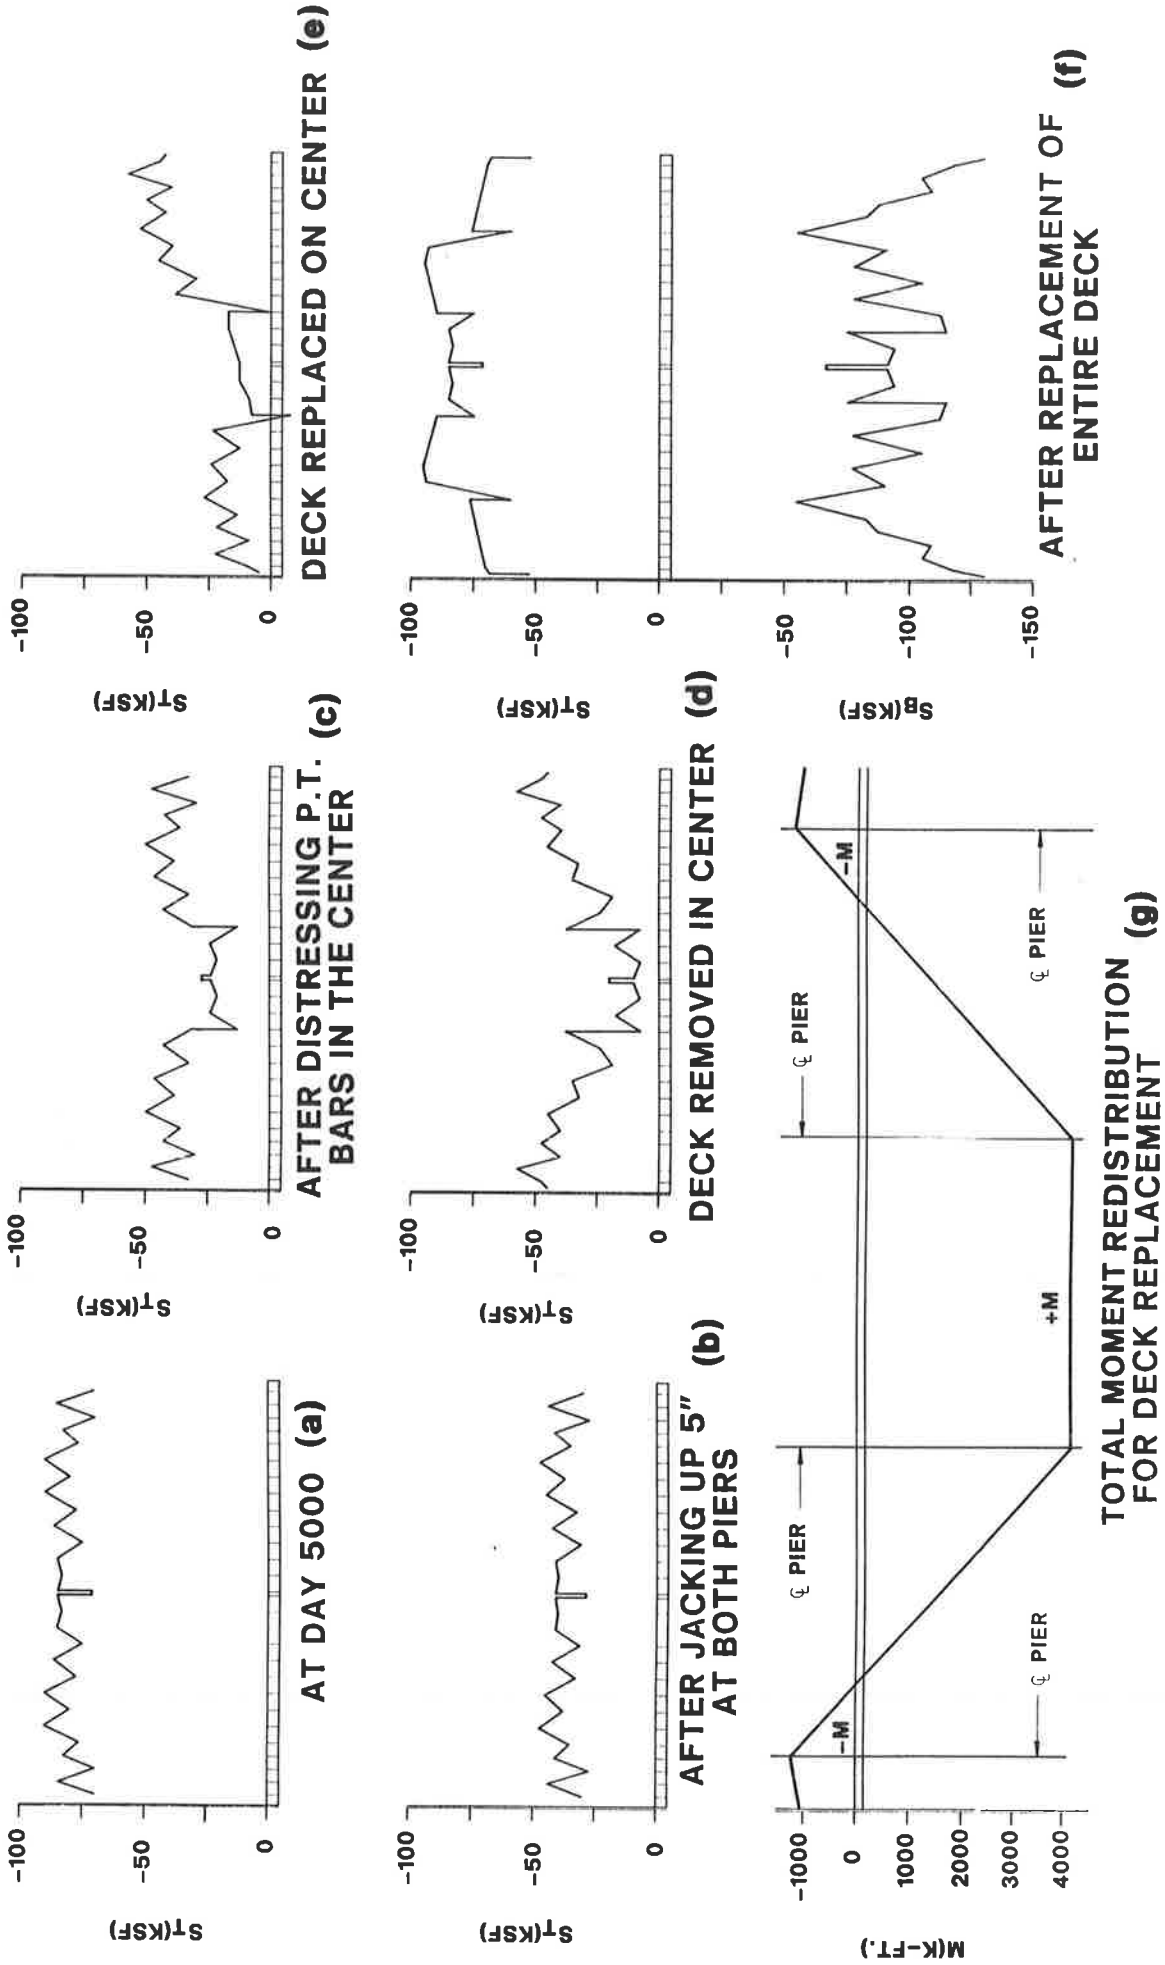 -100
-50
0
ST(KSF)
AT DAY 5000 (a)
-100
-50
0
ST(KSF)
AFTER DISTRESSING P.T. (c)
BARS IN THE CENTER
-100
-50
0
ST(KSF)
DECK REPLACED ON CENTER (e)
-100
-50
0
ST(KSF)
AFTER JACKING UP 5" (b)
AT BOTH PIERS
-100
-50
0
ST(KSF)
DECK REMOVED IN CENTER (d)
-100
-50
0
ST(KSF)
-50
-100
-150
SB(KSF)
AFTER REPLACEMENT OF (f)
ENTIRE DECK
-1000
0
1000
2000
3000
4000
M(K-FT.)
-M
℄ PIER
℄ PIER
+M
℄ PIER
-M
℄ PIER
TOTAL MOMENT REDISTRIBUTION (g)
FOR DECK REPLACEMENT